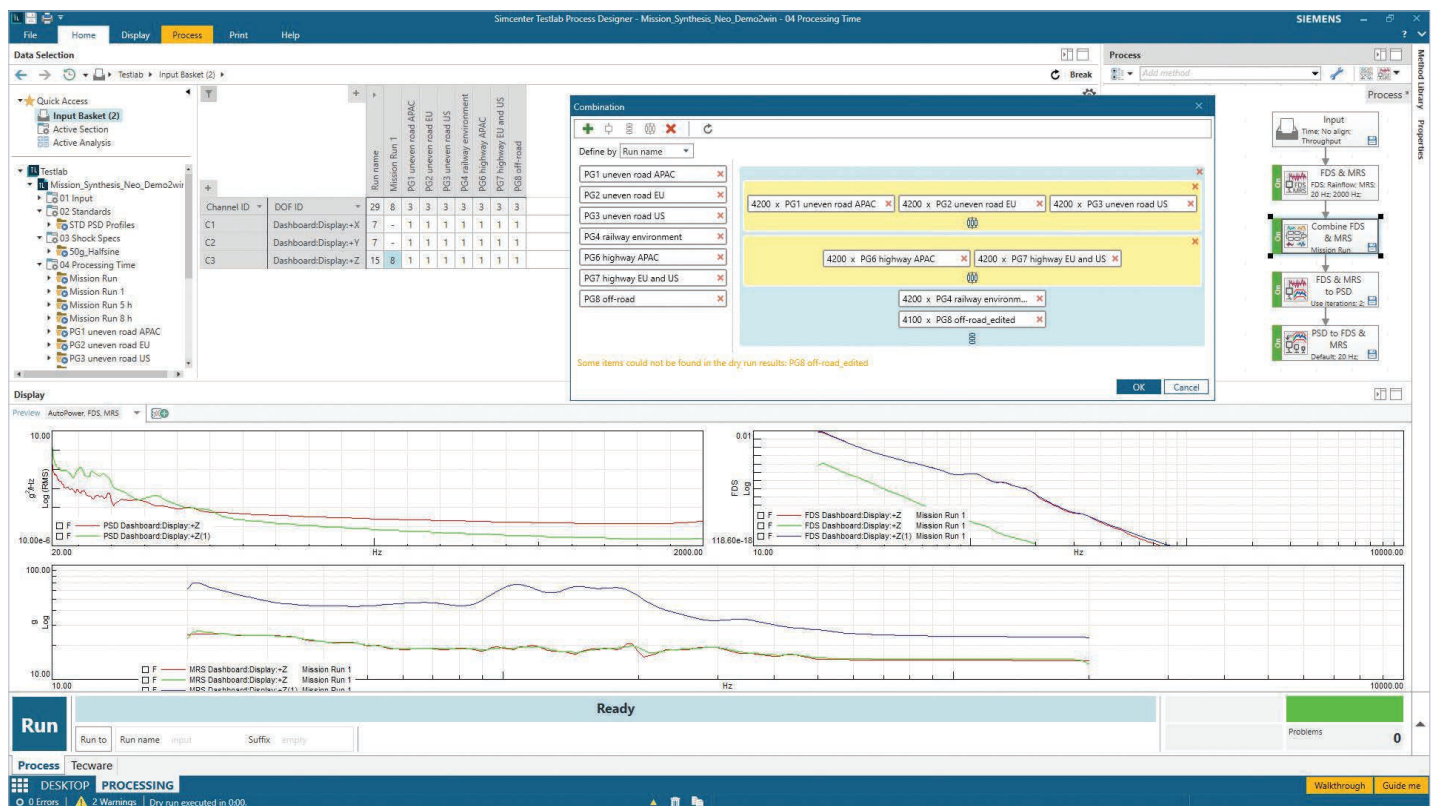 Simcenter Testlab Process Designer - Mission_Synthesis_Neo_Demo2win - 04 Processing Time
SIEMENS
File Home Display Process Print Help
Data Selection
Testlab Input Basket (2)
Break
Quick Access
Input Basket (2)
Active Section
Active Analysis
Testlab
Mission_Synthesis_Neo_Demo2wir
01 Input
02 Standards
STD PSD Profiles
03 Shock Specs
50g_Halfsine
04 Processing Time
Mission Run
Mission Run 1
Mission Run 5 h
Mission Run 8 h
PG1 uneven road APAC
PG2 uneven road EU
PG3 uneven road US
Run name
Mission Run 1
PG1 uneven road APAC
PG2 uneven road EU
PG3 uneven road US
PG4 railway environment
PG6 highway APAC
PG7 highway EU and US
PG8 off-road
Channel ID DOF ID 29 8 3 3 3 3 3 3 3
C1 Dashboard:Display:+X 7 - 1 1 1 1 1 1 1
C2 Dashboard:Display:+Y 7 - 1 1 1 1 1 1 1
C3 Dashboard:Display:+Z 15 8 1 1 1 1 1 1 1
Combination
Define by Run name
PG1 uneven road APAC
PG2 uneven road EU
PG3 uneven road US
PG4 railway environment
PG6 highway APAC
PG7 highway EU and US
PG8 off-road
4200 x PG1 uneven road APAC 4200 x PG2 uneven road EU 4200 x PG3 uneven road US
4200 x PG6 highway APAC 4200 x PG7 highway EU and US
4200 x PG4 railway environm...
4100 x PG8 off-road_edited
Some items could not be found in the dry run results: PG8 off-road_edited
OK Cancel
Process
Add method
Process *
Method Library
Properties
Input
Time; No align;
Throughput
On
FDS & MRS
FDS: Rainflow; MRS;
20 Hz; 2000 Hz;
On
Combine FDS
& MRS
Mission Run...
On
FDS & MRS
to PSD
Use iterations: 2;
On
PSD to FDS &
MRS
Default; 20 Hz;
Display
Preview AutoPower, FDS, MRS
10.00
g²/Hz
Log (RMS)
F PSD Dashboard:Display:+Z
F PSD Dashboard:Display:+Z(1)
10.00e-6
20.00 Hz 2000.00
0.01
FDS
Log
F FDS Dashboard:Display:+Z Mission Run 1
F FDS Dashboard:Display:+Z Mission Run 1
F FDS Dashboard:Display:+Z(1) Mission Run 1
118.60e-18
10.00 Hz 10000.00
100.00
g
Log
F MRS Dashboard:Display:+Z Mission Run 1
F MRS Dashboard:Display:+Z Mission Run 1
F MRS Dashboard:Display:+Z(1) Mission Run 1
10.00
10.00 Hz 10000.00
Run
Ready
Run to Run name input Suffix empty
Problems
0
Process Tecware
DESKTOP PROCESSING
Walkthrough Guide me
0 Errors 2 Warnings Dry run executed in 0:00.